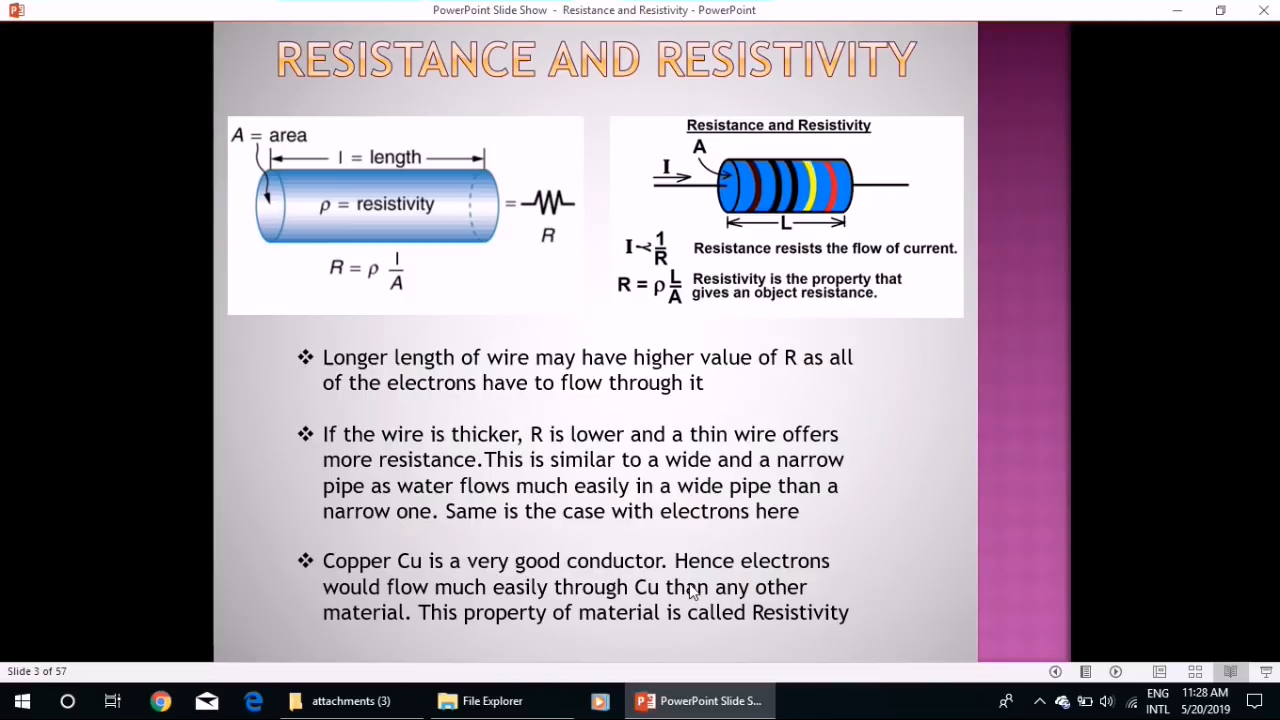 PowerPoint Slide Show - Resistance and Resistivity - PowerPoint
RESISTANCE AND RESISTIVITY
A = area
l = length
ρ = resistivity
=
R
R = ρ l/A
Resistance and Resistivity
A
I
L
I ∝ 1/R
Resistance resists the flow of current.
R = ρ L/A
Resistivity is the property that
gives an object resistance.
❖ Longer length of wire may have higher value of R as all
of the electrons have to flow through it
❖ If the wire is thicker, R is lower and a thin wire offers
more resistance.This is similar to a wide and a narrow
pipe as water flows much easily in a wide pipe than a
narrow one. Same is the case with electrons here
❖ Copper Cu is a very good conductor. Hence electrons
would flow much easily through Cu than any other
material. This property of material is called Resistivity
Slide 3 of 57
attachments (3)
File Explorer
PowerPoint Slide S...
ENG
INTL
11:28 AM
5/20/2019